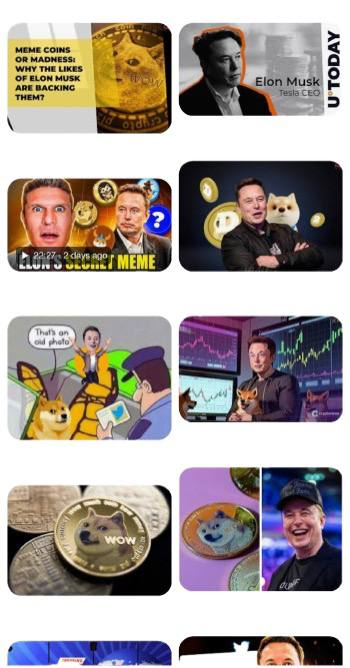 MEME COINS
OR MADNESS:
WHY THE LIKES
OF ELON MUSK
ARE BACKING
THEM?
WOW
crypto
Elon Musk
Tesla CEO
U TODAY
22:27 · 2 days ago
ELON'S SECRET MEME
?
That's an
old photo
WOW